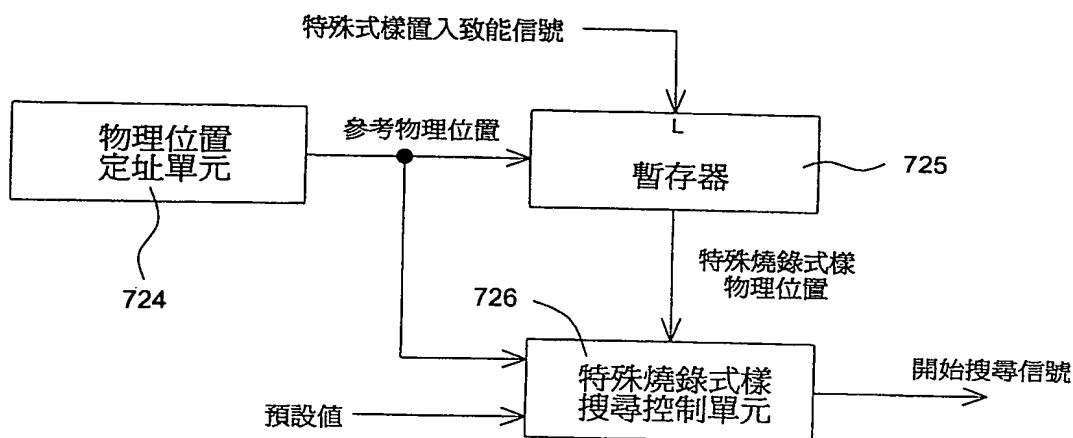 特殊式樣置入致能信號
物理位置
定址單元
參考物理位置
L
暫存器
725
724
特殊燒錄式樣
物理位置
726
特殊燒錄式樣
搜尋控制單元
開始搜尋信號
預設值